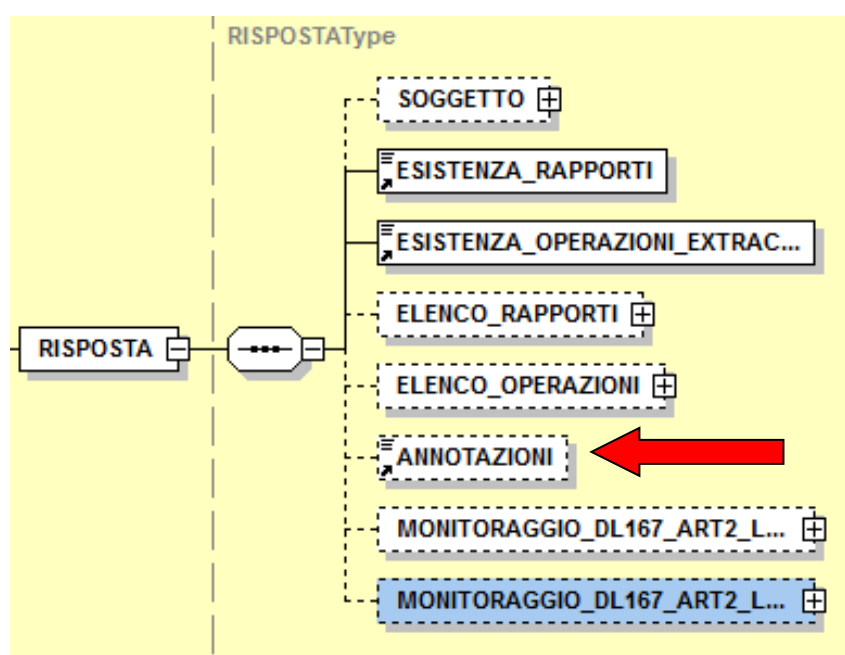 RISPOSTAType
SOGGETTO
ESISTENZA_RAPPORTI
ESISTENZA_OPERAZIONI_EXTRAC...
ELENCO_RAPPORTI
RISPOSTA
ELENCO_OPERAZIONI
ANNOTAZIONI
MONITORAGGIO_DL167_ART2_L...
MONITORAGGIO_DL167_ART2_L...